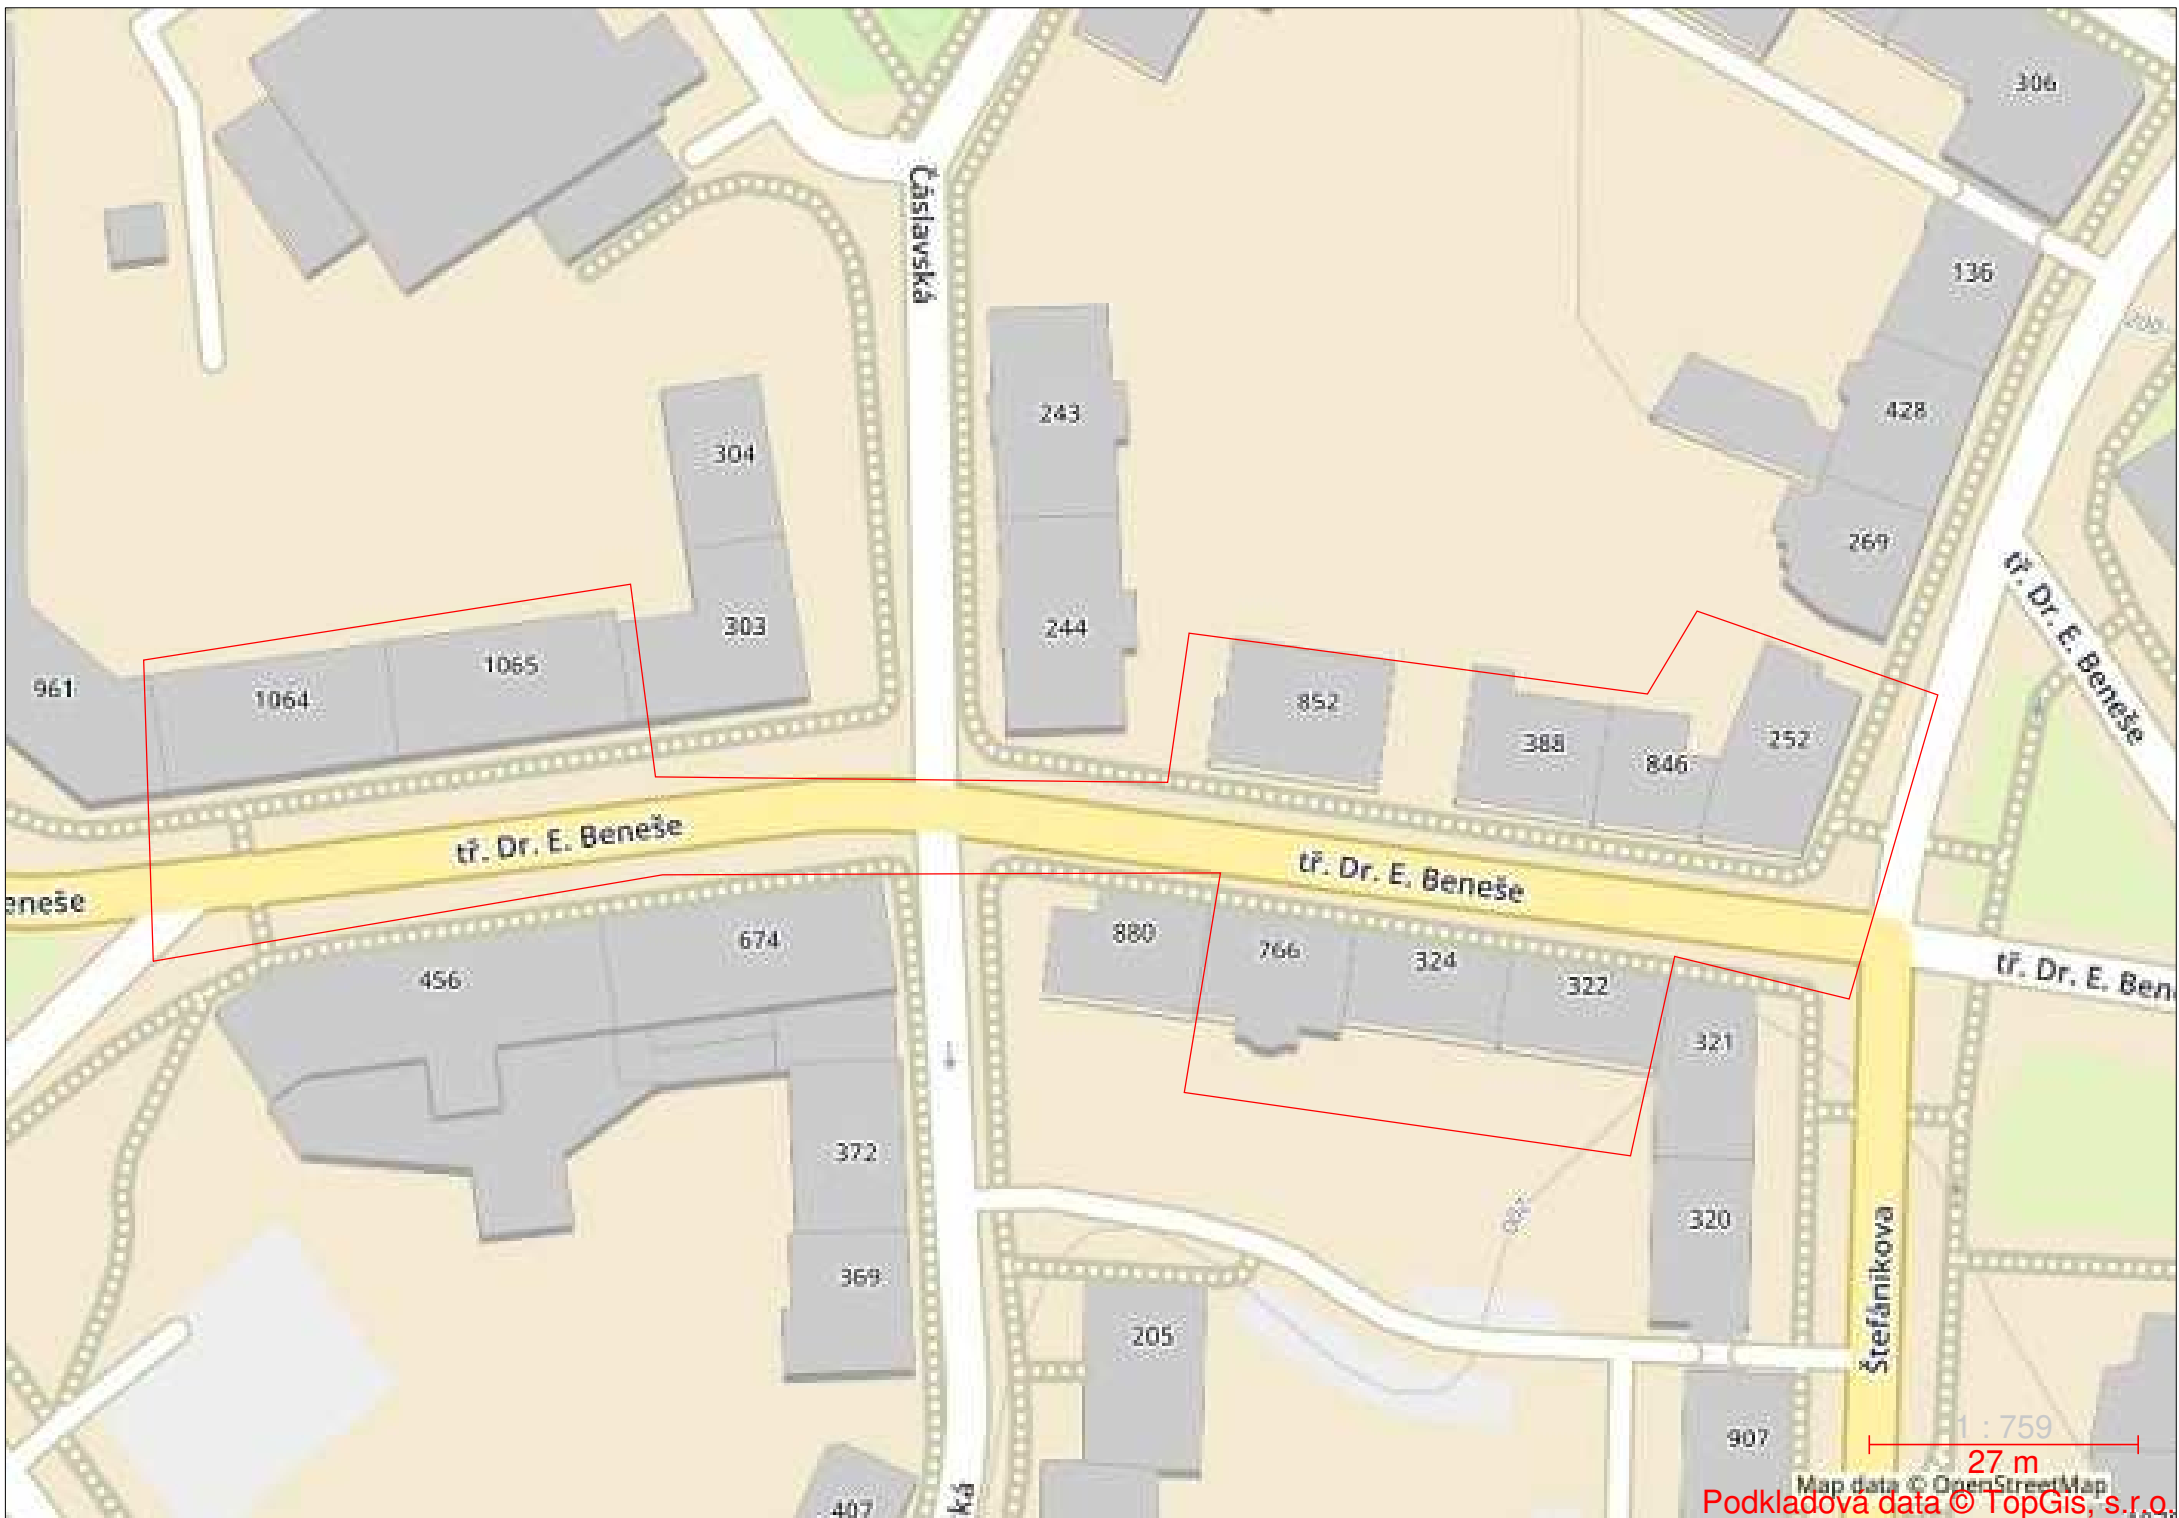 306
Čáslavská
136
200
243
428
304
269
tř. Dr. E. Beneše
303
244
1065
961
1064
852
388
846
252
tř. Dr. E. Beneše
tř. Dr. E. Beneše
eneše
674
880
766
324
456
322
tř. Dr. E. Ben
321
372
320
369
Štefánikova
205
1 : 759
907
27 m
Map data © OpenStreetMap
ká
407
Podkladová data © TopGis, s.r.o.